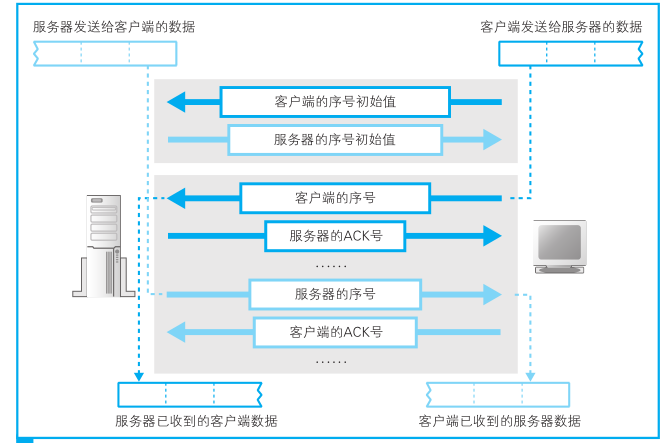 服务器发送给客户端的数据
客户端发送给服务器的数据
客户端的序号初始值
服务器的序号初始值
客户端的序号
服务器的ACK号
……
服务器的序号
客户端的ACK号
……
服务器已收到的客户端数据
客户端已收到的服务器数据